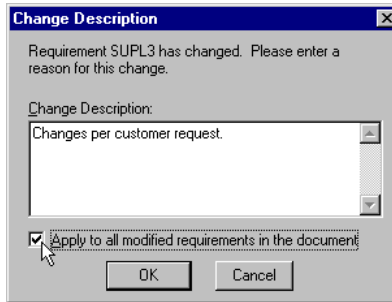 Change Description
Requirement SUPL3 has changed. Please enter a
reason for this change.
Change Description:
Changes per customer request.
Apply to all modified requirements in the document
OK Cancel